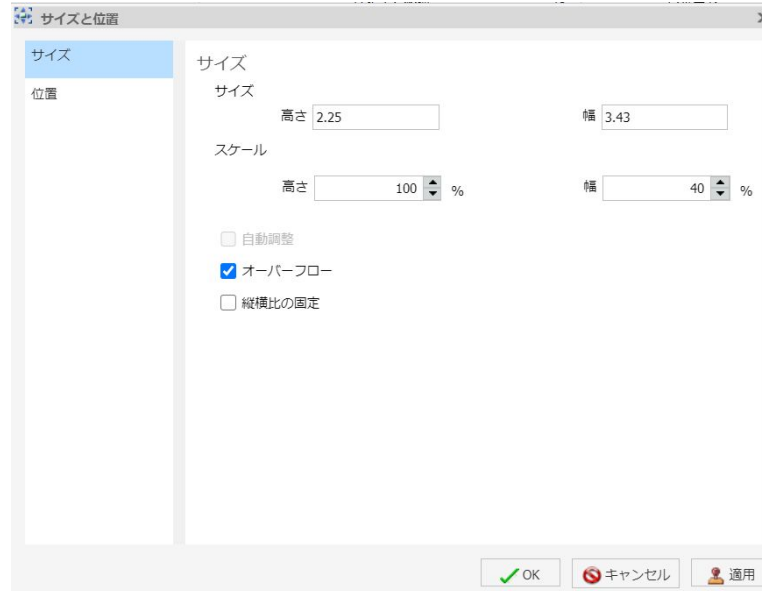 サイズと位置
サイズ
位置
サイズ
サイズ
高さ 2.25 幅 3.43
スケール
高さ 100 % 幅 40 %
自動調整
オーバーフロー
縦横比の固定
OK キャンセル 適用